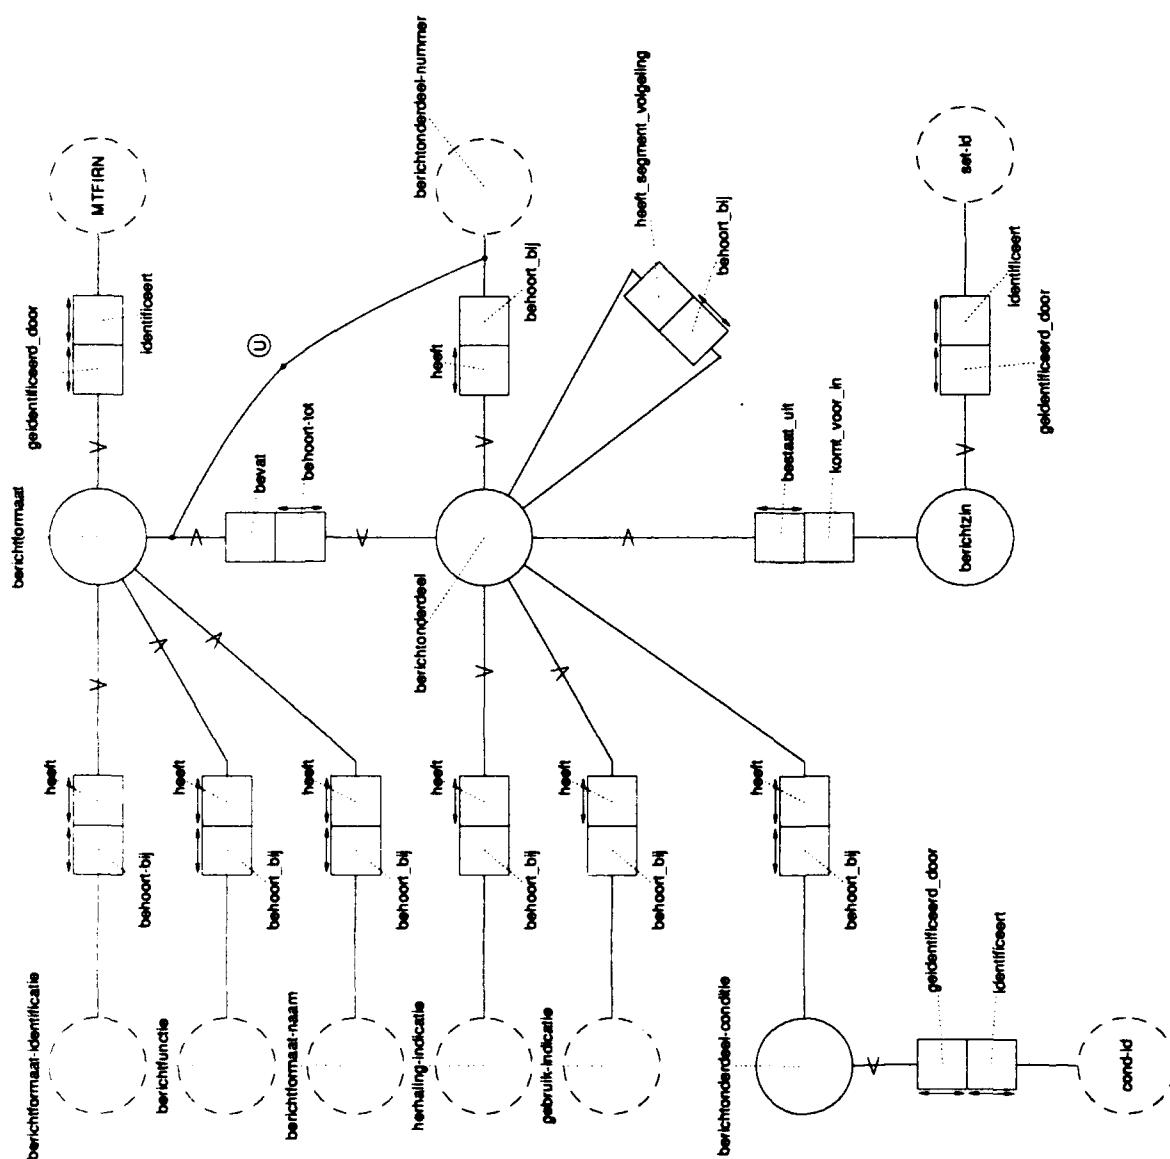 berichtformaat
berichtformaat-identificatie
geidentificeerd_door
heeft
MTFIRN
behoort-bij
identificeert
berichtfunctie
heeft
bevat
U
behoort_bij
berichtformaat-naam
heeft
behoort-tot
behoort_bij
herhaling-indicatie
berichtonderdeel
berichtonderdeel-nummer
heeft
heeft
behoort_bij
behoort_bij
gebruik-indicatie
heeft
behoort_bij
heeft_segment_volgeling
berichtonderdeel-conditie
behoort_bij
heeft
bestaat_uit
komt_voor_in
behoort_bij
geidentificeerd_door
berichtzin
set-id
identificeert
identificeert
geidentificeerd_door
cond-id